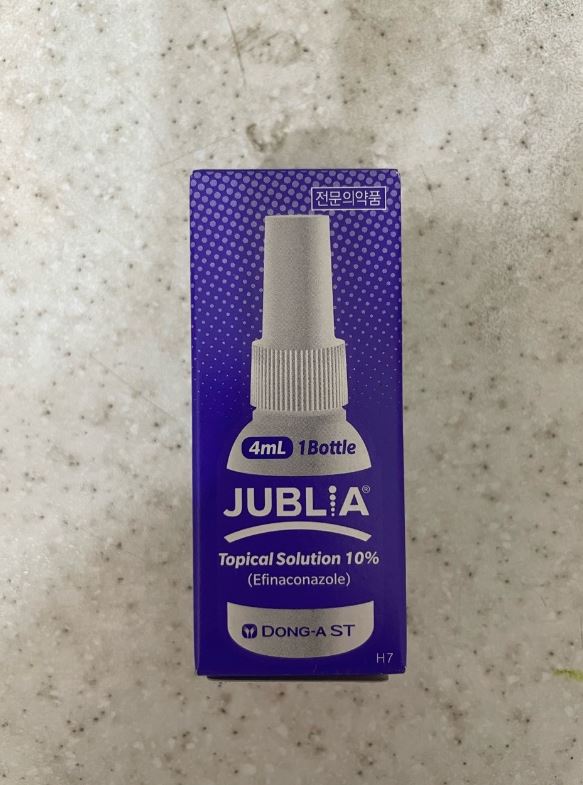 전문의약품
4mL 1Bottle
JUBLiA®
Topical Solution 10%
(Efinaconazole)
DONG-A ST
H7